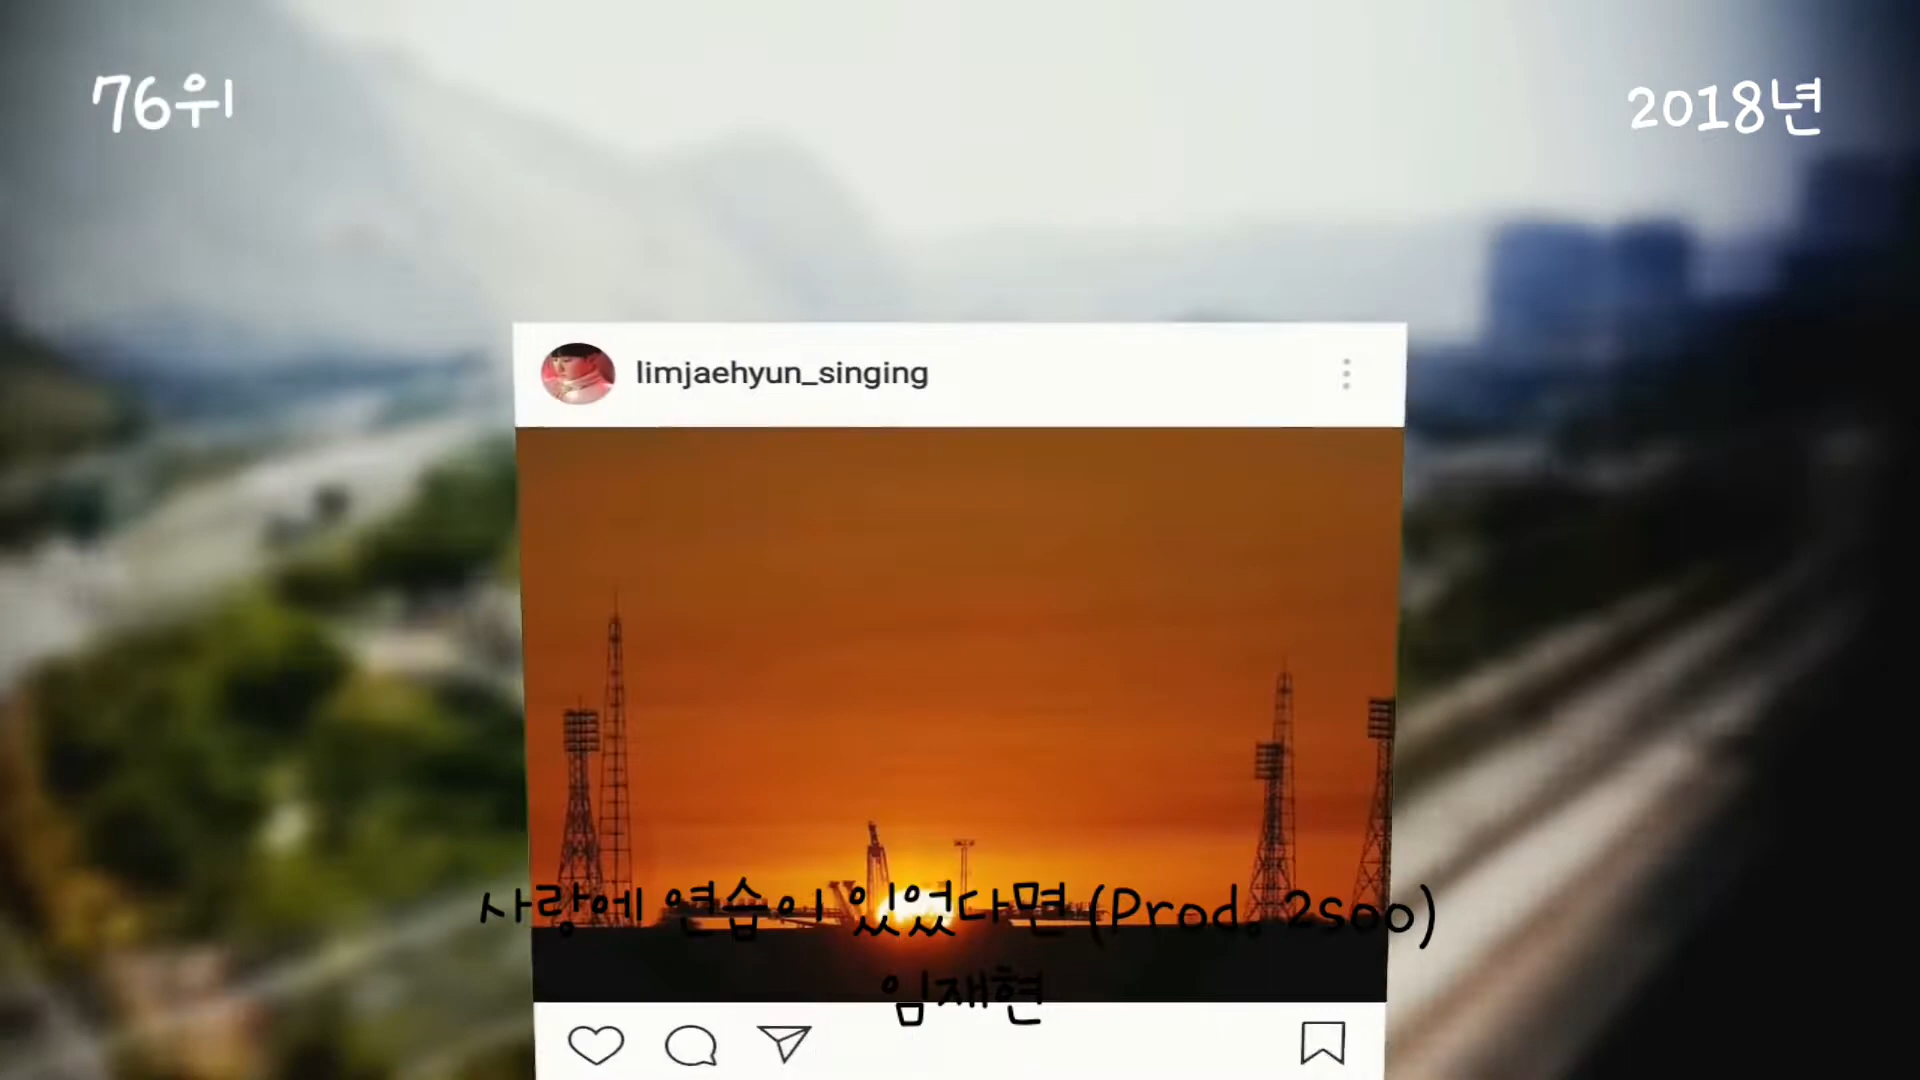 76위
2018년
limjaehyun_singing
사랑에 연습이 있었다면 (Prod. 2soo)
임재현